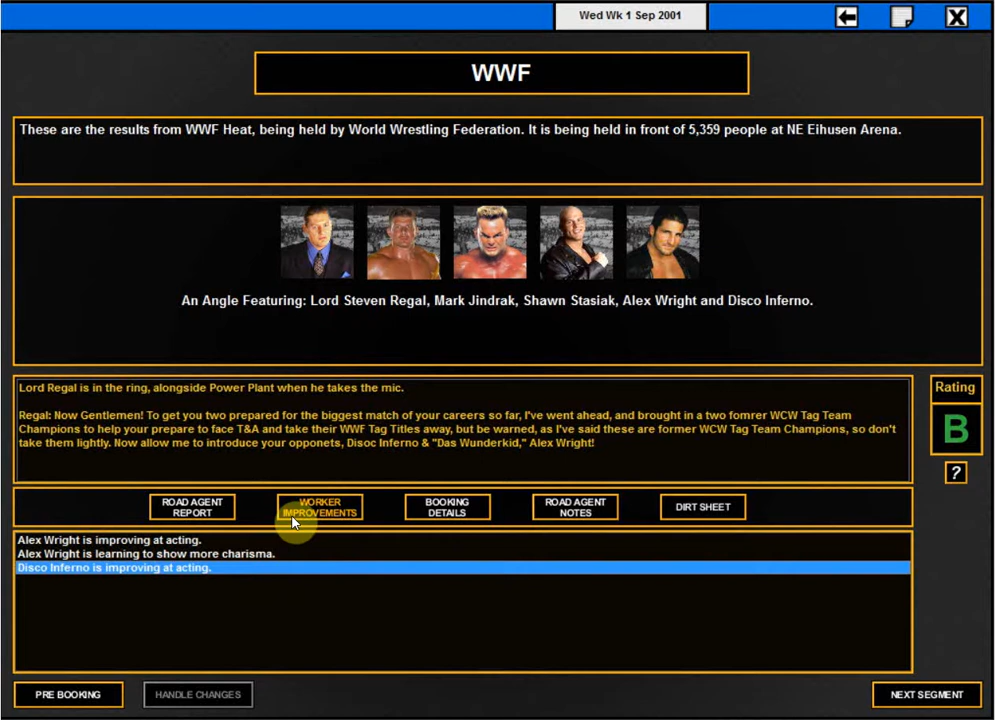 Wed Wk 1 Sep 2001
WWF
These are the results from WWF Heat, being held by World Wrestling Federation. It is being held in front of 5,359 people at NE Eihusen Arena.
An Angle Featuring: Lord Steven Regal, Mark Jindrak, Shawn Stasiak, Alex Wright and Disco Inferno.
Lord Regal is in the ring, alongside Power Plant when he takes the mic.
Regal: Now Gentlemen! To get you two prepared for the biggest match of your careers so far, I've went ahead, and brought in a two fomrer WCW Tag Team
Champions to help your prepare to face T&A and take their WWF Tag Titles away, but be warned, as I've said these are former WCW Tag Team Champions, so don't
take them lightly. Now allow me to introduce your opponets, Disoc Inferno & "Das Wunderkid," Alex Wright!
Rating
B
?
ROAD AGENT
REPORT
WORKER
IMPROVEMENTS
BOOKING
DETAILS
ROAD AGENT
NOTES
DIRT SHEET
Alex Wright is improving at acting.
Alex Wright is learning to show more charisma.
Disco Inferno is improving at acting.
PRE BOOKING
HANDLE CHANGES
NEXT SEGMENT